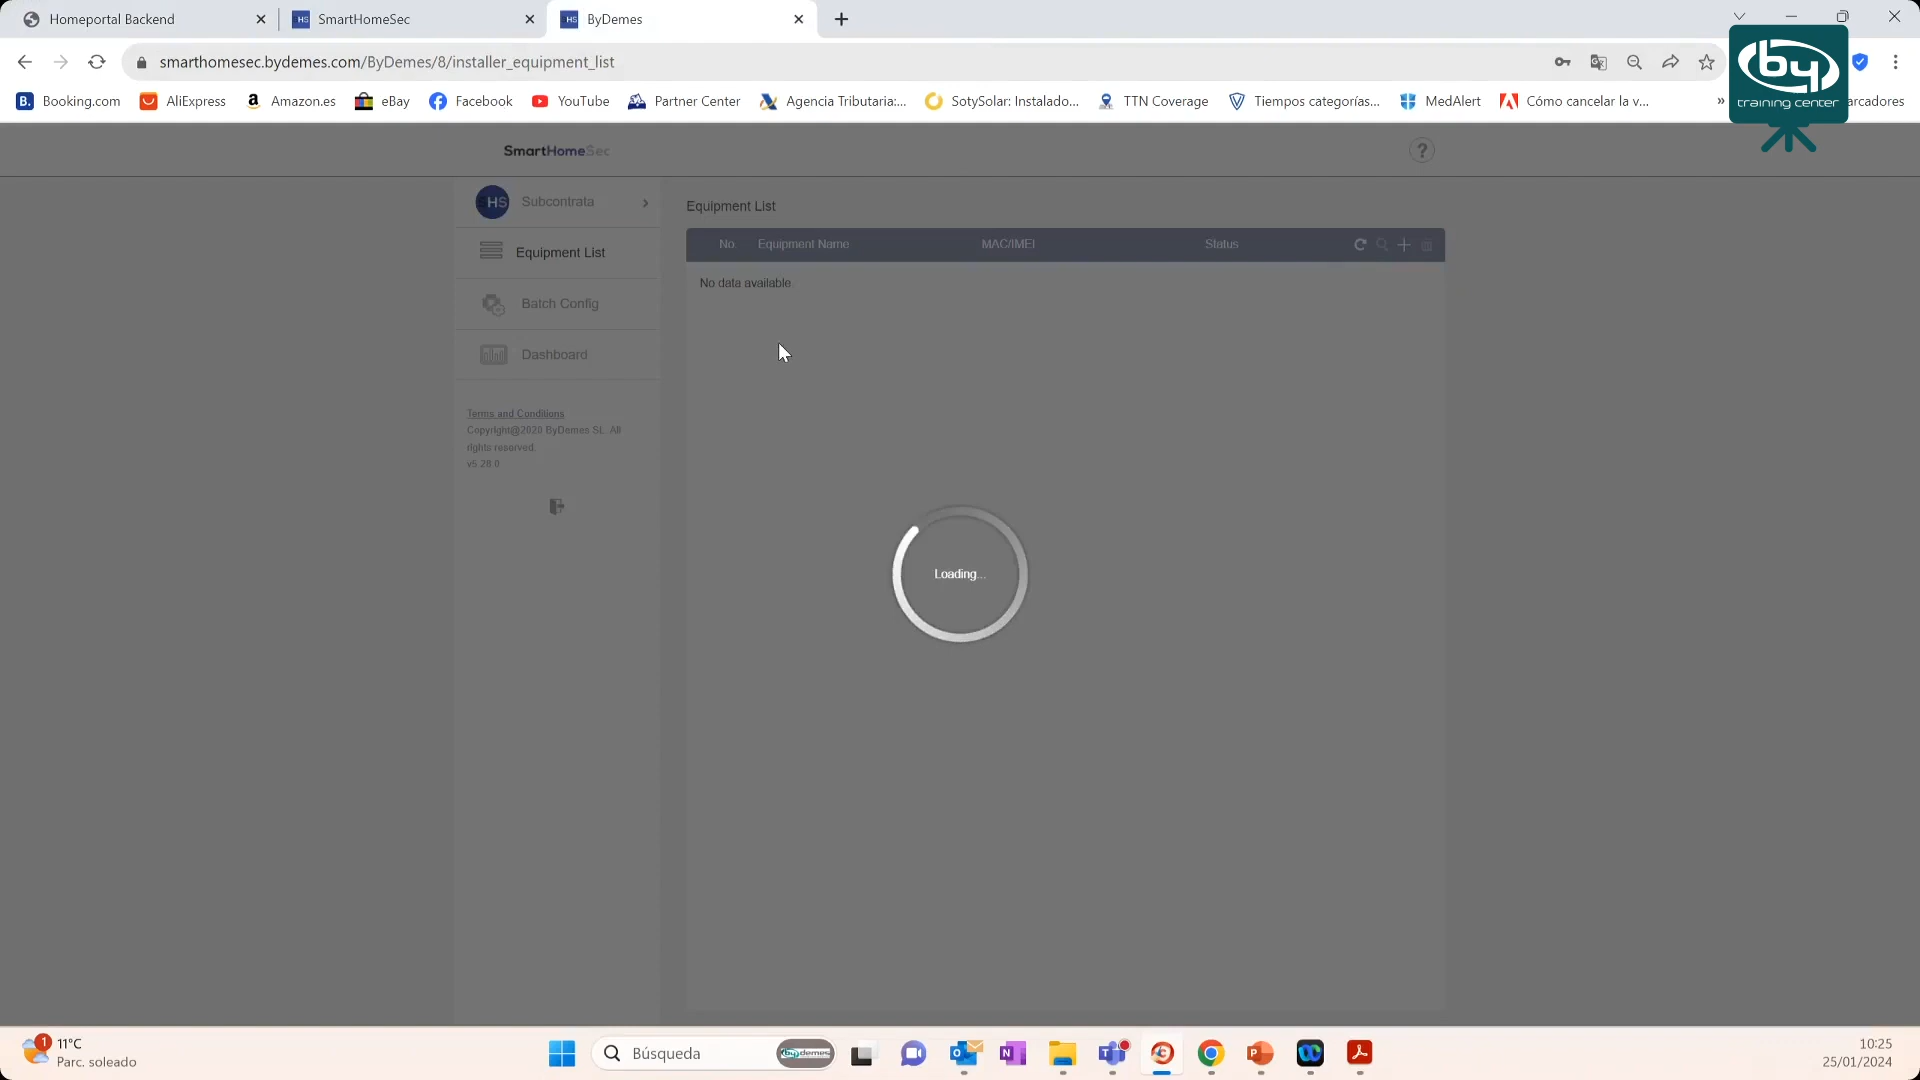 Homeportal Backend
SmartHomeSec
ByDemes
smarthomesec.bydemes.com/ByDemes/8/installer_equipment_list
by
training center
Booking.com
AliExpress
Amazon.es
eBay
Facebook
YouTube
Partner Center
Agencia Tributaria:...
SotySolar: Instalado...
TTN Coverage
Tiempos categorías...
MedAlert
Cómo cancelar la v...
»
arcadores
SmartHomeSec
?
SHS Subcontrata
Equipment List
Batch Config
Dashboard
Terms and Conditions
Copyright@2020 ByDemes SL. All
rights reserved.
v5.28.0
Equipment List
No. Equipment Name MAC/IMEI Status
No data available.
Loading...
1
11°C
Parc. soleado
Búsqueda
bydemes
10:25
25/01/2024